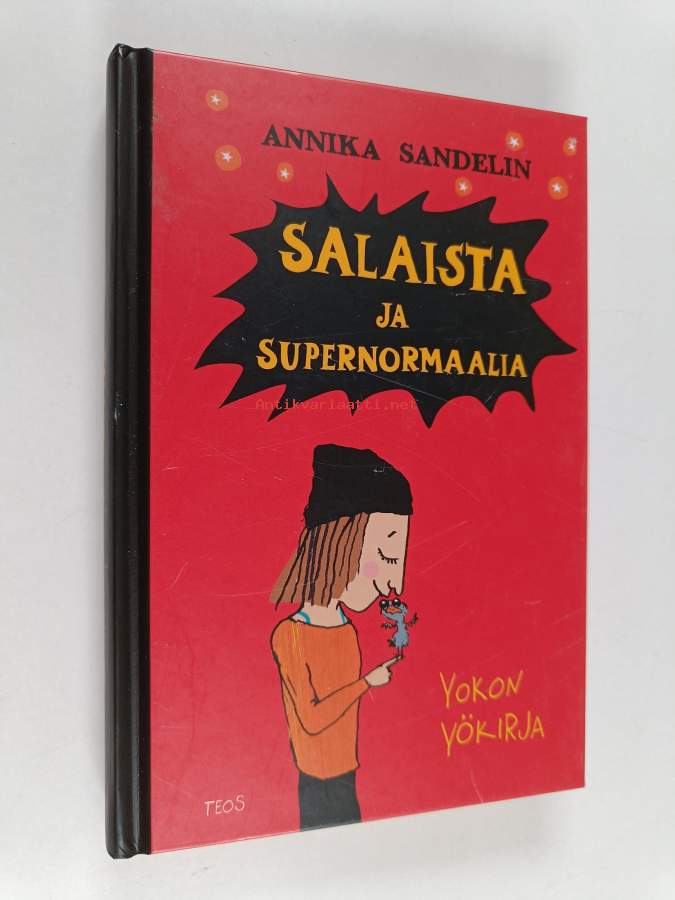 ANNIKA SANDELIN
SALAISTA
JA
SUPERNORMAALIA
Antikvariaatti.net
YOKON
YÖKIRJA
TEOS